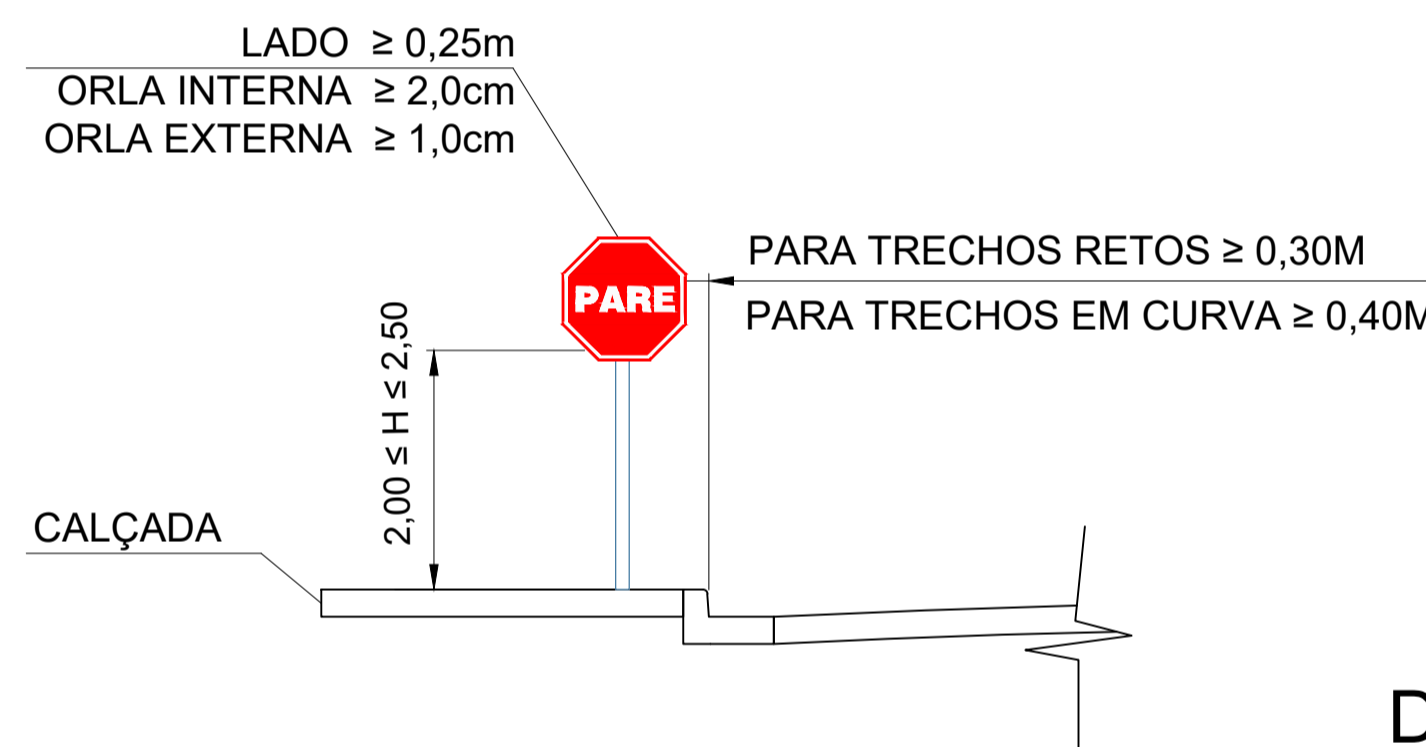 LADO ≥ 0,25m
ORLA INTERNA ≥ 2,0cm
ORLA EXTERNA ≥ 1,0cm
PARA TRECHOS RETOS ≥ 0,30M
PARE
PARA TRECHOS EM CURVA ≥ 0,40M
2,00 ≤ H ≤ 2,50
CALÇADA
D